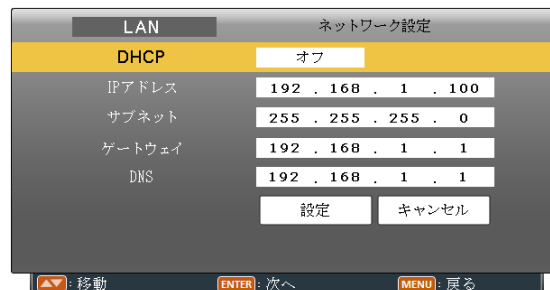 LAN ネットワーク設定
DHCP オフ
IPアドレス 192 . 168 . 1 . 100
サブネット 255 . 255 . 255 . 0
ゲートウェイ 192 . 168 . 1 . 1
DNS 192 . 168 . 1 . 1
設定 キャンセル
▲▼ : 移動 ENTER : 次へ MENU : 戻る